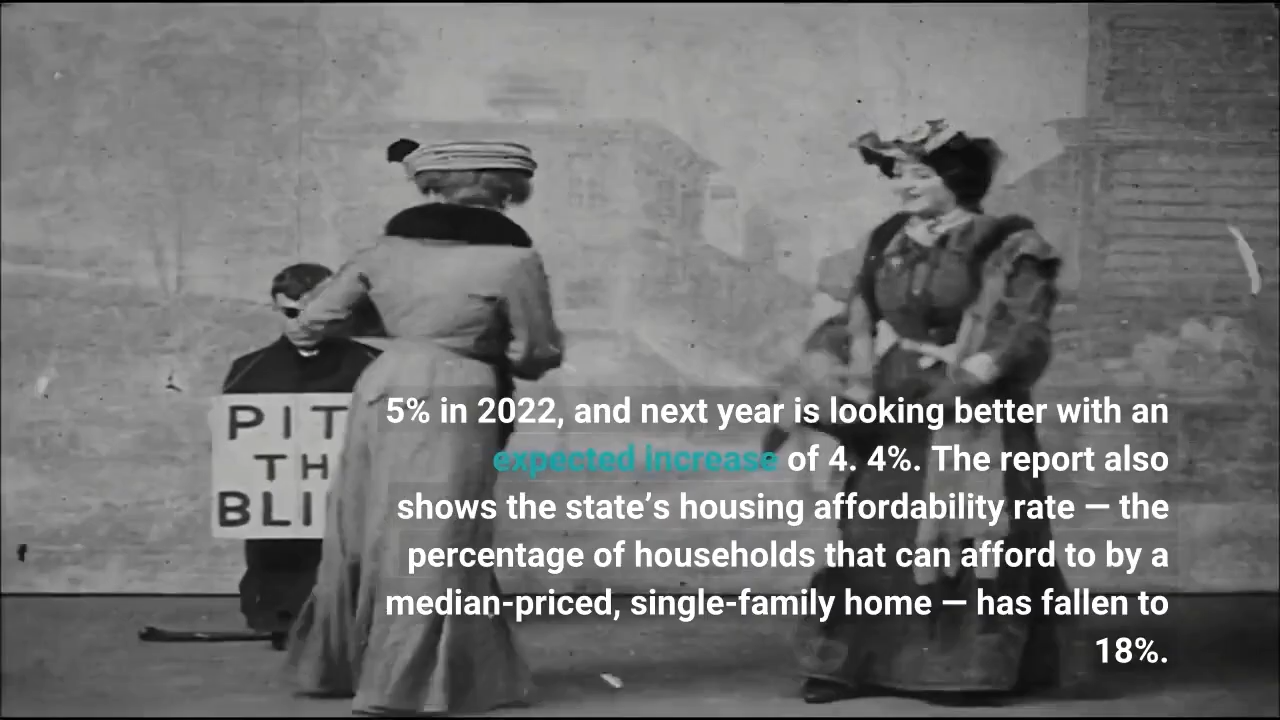 PIT
TH
BLI
5% in 2022, and next year is looking better with an
expected increase of 4. 4%. The report also
shows the state’s housing affordability rate — the
percentage of households that can afford to by a
median-priced, single-family home — has fallen to
18%.